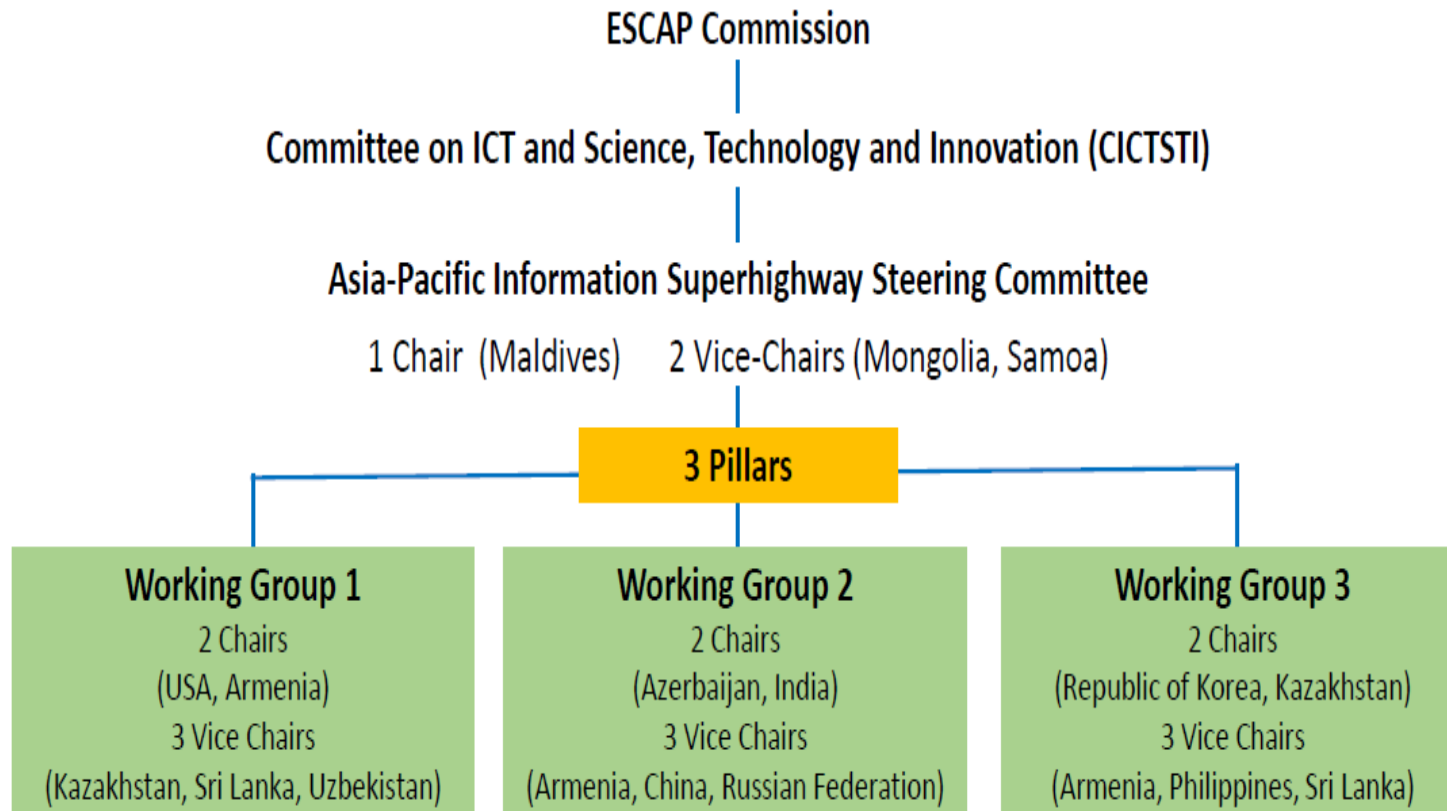 ESCAP Commission
Committee on ICT and Science, Technology and Innovation (CICTSTI)
Asia-Pacific Information Superhighway Steering Committee
1 Chair (Maldives) 2 Vice-Chairs (Mongolia, Samoa)
3 Pillars
Working Group 1
2 Chairs
(USA, Armenia)
3 Vice Chairs
(Kazakhstan, Sri Lanka, Uzbekistan)
Working Group 2
2 Chairs
(Azerbaijan, India)
3 Vice Chairs
(Armenia, China, Russian Federation)
Working Group 3
2 Chairs
(Republic of Korea, Kazakhstan)
3 Vice Chairs
(Armenia, Philippines, Sri Lanka)